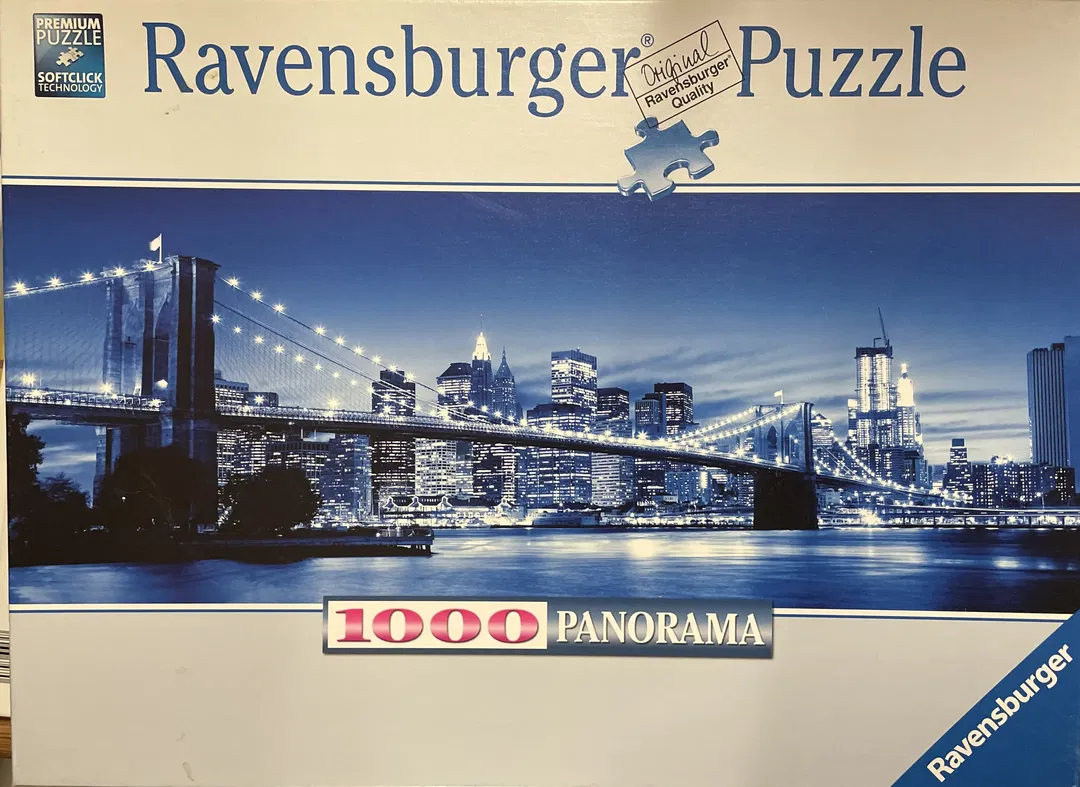 PREMIUM
PUZZLE
SOFTCLICK
TECHNOLOGY
Ravensburger® Puzzle
Original
Ravensburger®
Quality
1000 PANORAMA
Ravensburger